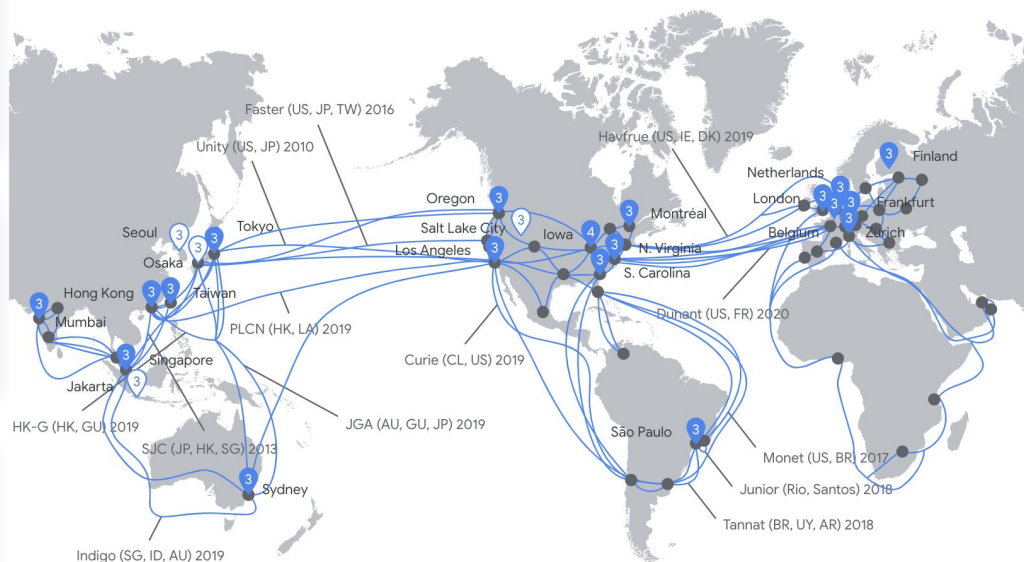 Faster (US, JP, TW) 2016
Unity (US, JP) 2010
Havfrue (US, IE, DK) 2019
3
Finland
Netherlands
3
3
3
3
3
London
Frankfurt
Belgium
Zurich
Oregon
3
3
Salt Lake City
Los Angeles
3
Iowa
4
3
Montréal
3
N. Virginia
3
S. Carolina
Seoul
3
3
3
Tokyo
Osaka
3
Mumbai
Hong Kong
3
3
Taiwan
PLCN (HK, LA) 2019
Dunant (US, FR) 2020
Curie (CL, US) 2019
3
Singapore
Jakarta
3
HK-G (HK, GU) 2019
SJC (JP, HK, SG) 2013
JGA (AU, GU, JP) 2019
São Paulo
3
Monet (US, BR) 2017
Junior (Rio, Santos) 2018
Tannat (BR, UY, AR) 2018
3
Sydney
Indigo (SG, ID, AU) 2019